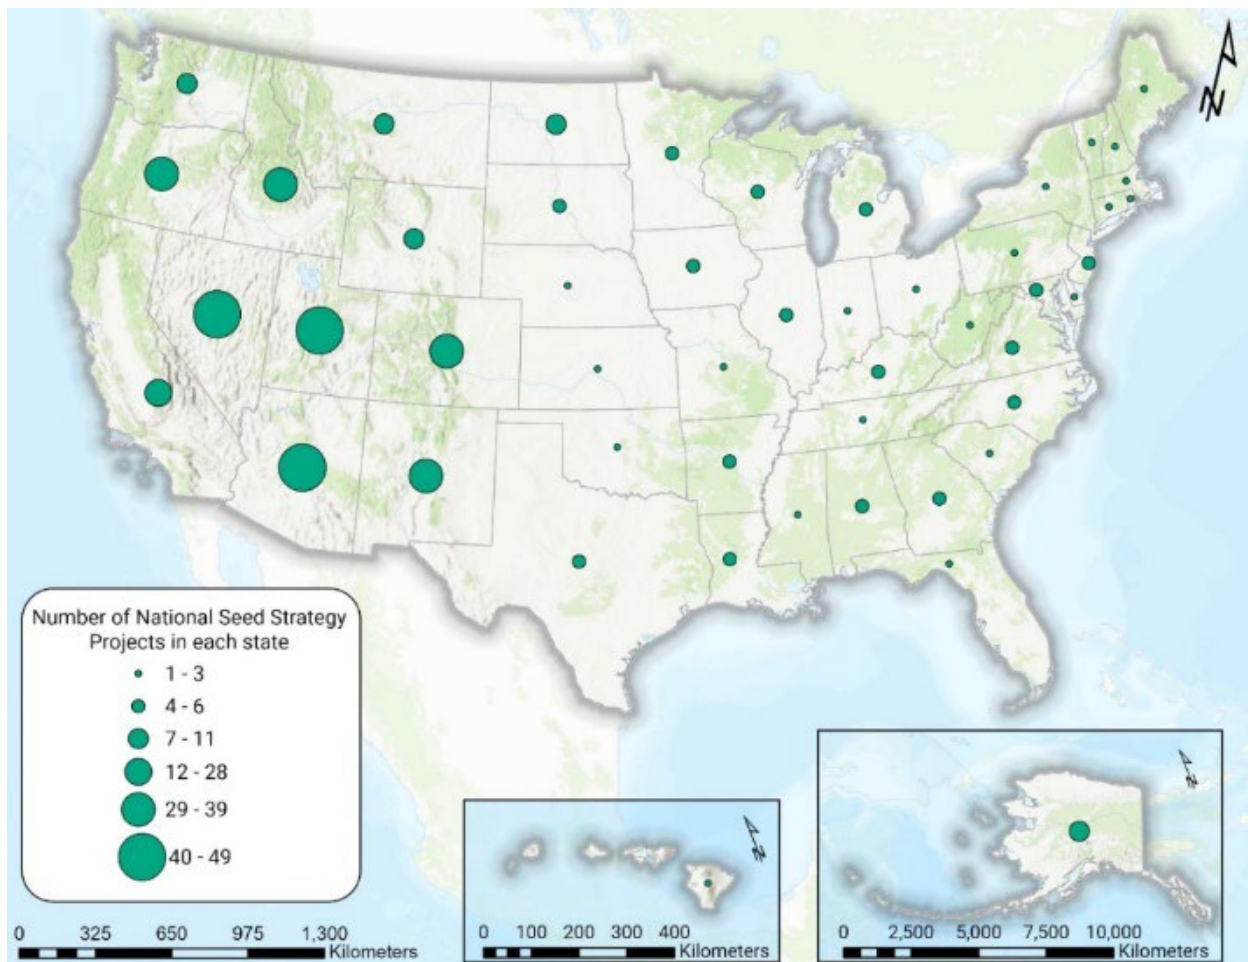 N
Number of National Seed Strategy
Projects in each state
1 - 3
4 - 6
7 - 11
12 - 28
29 - 39
40 - 49
0 325 650 975 1,300
Kilometers
N
0 100 200 300 400
Kilometers
N
0 2,500 5,000 7,500 10,000
Kilometers